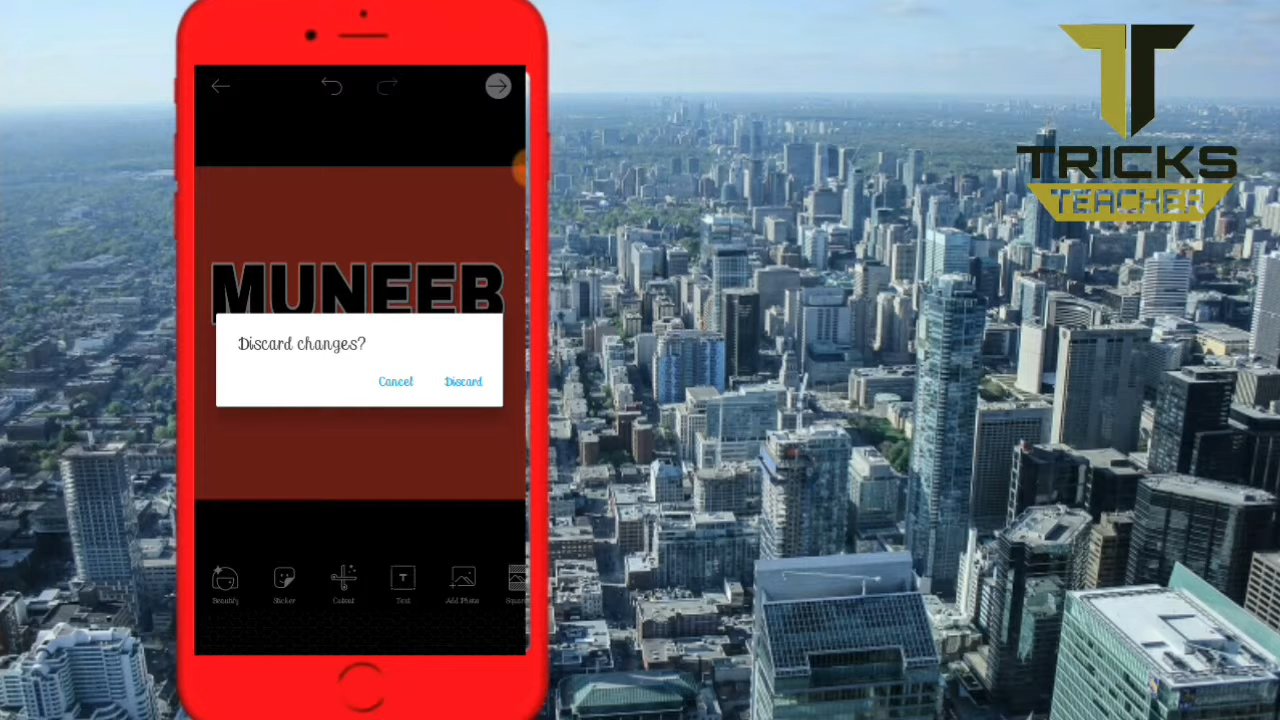 TRICKS
TEACHER
MUNEEB
Discard changes?
Cancel Discard
Beautify Sticker Cutout Text Add Photo